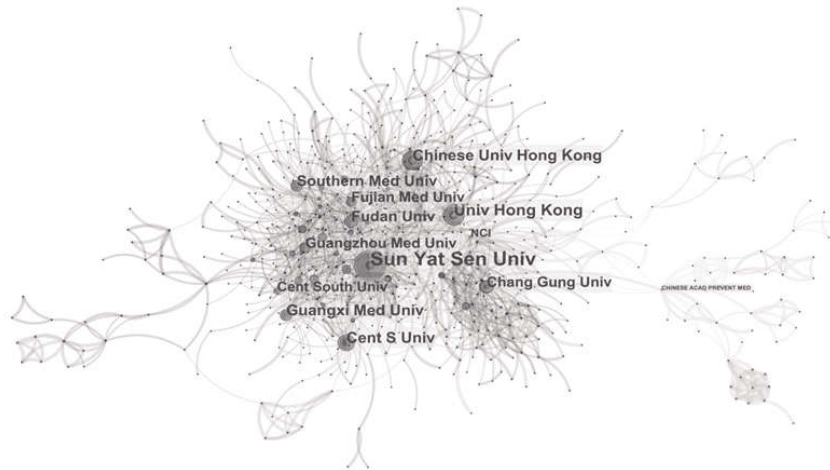 Chinese Univ Hong Kong
Southern Med Univ
Fujian Med Univ
Univ Hong Kong
Fudan Univ
NCI
Guangzhou Med Univ
Sun Yat Sen Univ
Chang Gung Univ
Cent South Univ
CHINESE ACAD PREVENT MED
Guangxi Med Univ
Cent S Univ